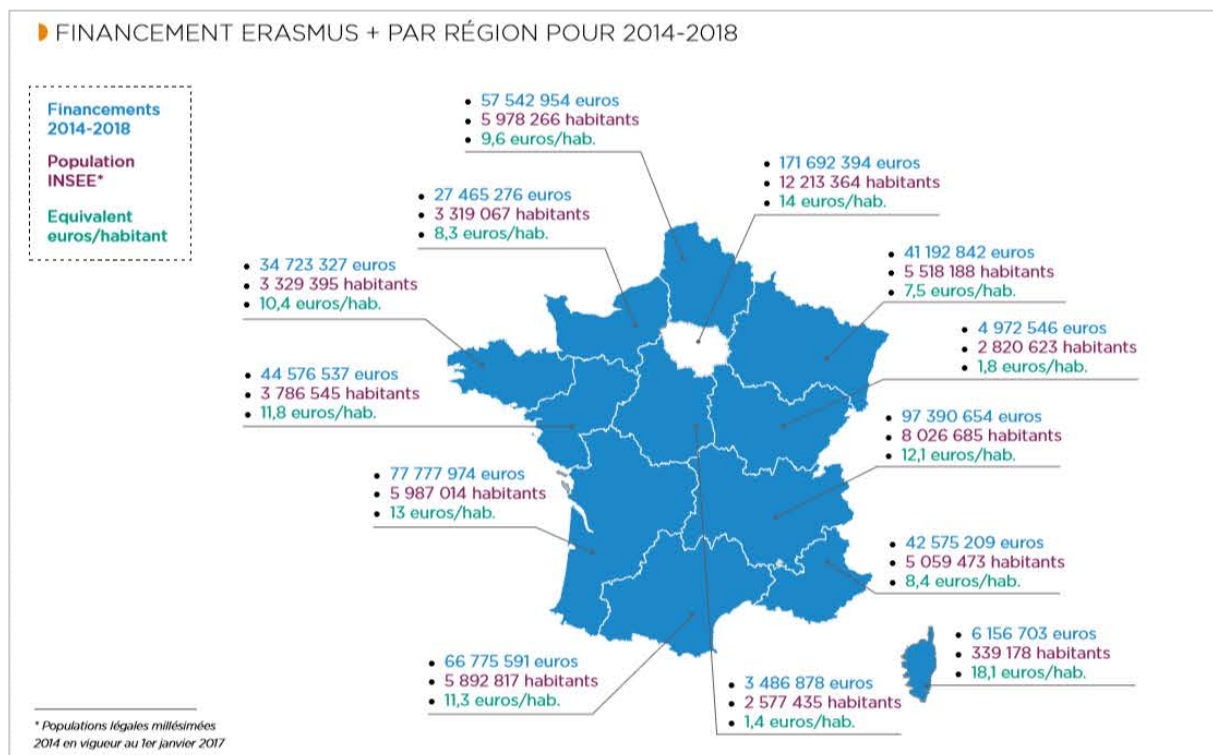 FINANCEMENT ERASMUS + PAR RÉGION POUR 2014-2018
Financements
2014-2018
Population
INSEE*
Equivalent
euros/habitant
• 57 542 954 euros
• 5 978 266 habitants
• 9,6 euros/hab.
• 171 692 394 euros
• 12 213 364 habitants
• 14 euros/hab.
• 27 465 276 euros
• 3 319 067 habitants
• 8,3 euros/hab.
• 41 192 842 euros
• 5 518 188 habitants
• 7,5 euros/hab.
• 34 723 327 euros
• 3 329 395 habitants
• 10,4 euros/hab.
• 4 972 546 euros
• 2 820 623 habitants
• 1,8 euros/hab.
• 44 576 537 euros
• 3 786 545 habitants
• 11,8 euros/hab.
• 97 390 654 euros
• 8 026 685 habitants
• 12,1 euros/hab.
• 77 777 974 euros
• 5 987 014 habitants
• 13 euros/hab.
• 42 575 209 euros
• 5 059 473 habitants
• 8,4 euros/hab.
• 66 775 591 euros
• 5 892 817 habitants
• 11,3 euros/hab.
• 3 486 878 euros
• 2 577 435 habitants
• 1,4 euros/hab.
• 6 156 703 euros
• 339 178 habitants
• 18,1 euros/hab.
* Populations légales millésimées
2014 en vigueur au 1er janvier 2017